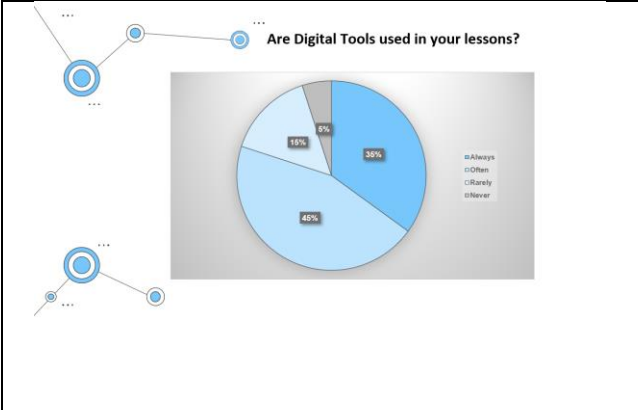 ...
...
Are Digital Tools used in your lessons?
...
5%
15%
35%
45%
Always
Often
Rarely
Never
...
...